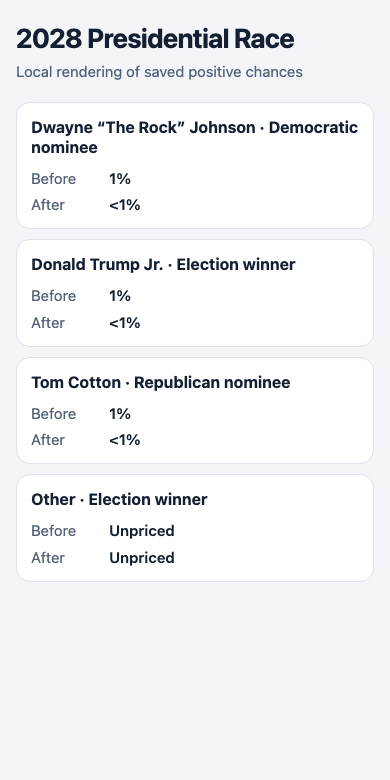 2028 Presidential Race
Local rendering of saved positive chances
Dwayne “The Rock” Johnson · Democratic
nominee
Before 1%
After <1%
Donald Trump Jr. · Election winner
Before 1%
After <1%
Tom Cotton · Republican nominee
Before 1%
After <1%
Other · Election winner
Before Unpriced
After Unpriced